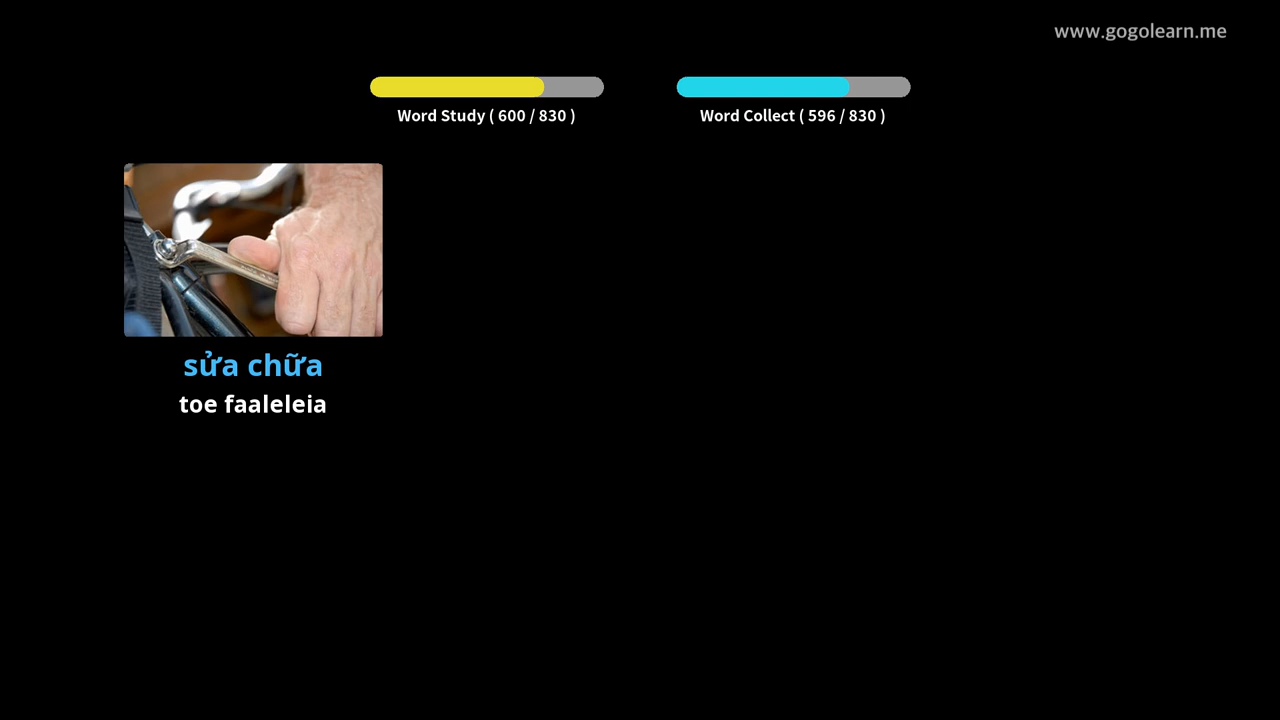 www.gogolearn.me
Word Study ( 600 / 830 )
Word Collect ( 596 / 830 )
sửa chữa
toe faaleleia